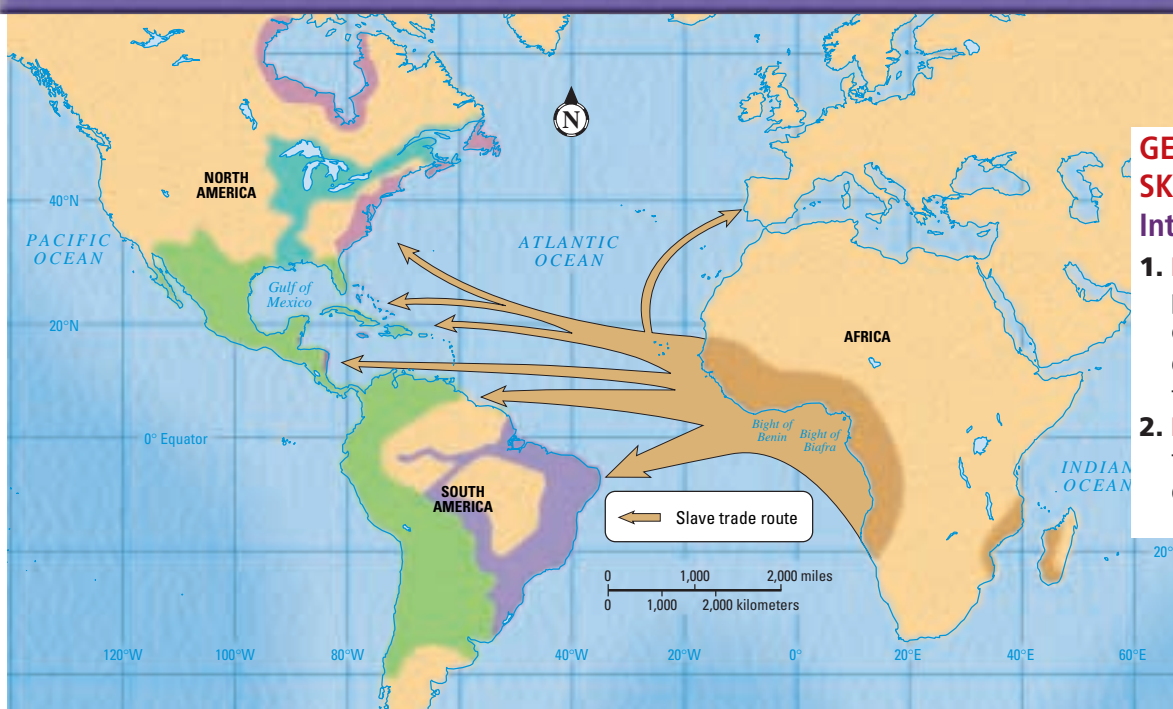 NORTH
AMERICA
40°N
PACIFIC
OCEAN
ATLANTIC
OCEAN
Gulf of
Mexico
20°N
AFRICA
Bight of
Benin
Bight of
Biafra
0° Equator
SOUTH
AMERICA
INDIAN
OCEAN
Slave trade route
20°
0 1,000 2,000 miles
0 1,000 2,000 kilometers
120°W 100°W 80°W 40°W 20°W 0° 20°E 40°E 60°E
N
GE
SK
Int
1.
2.